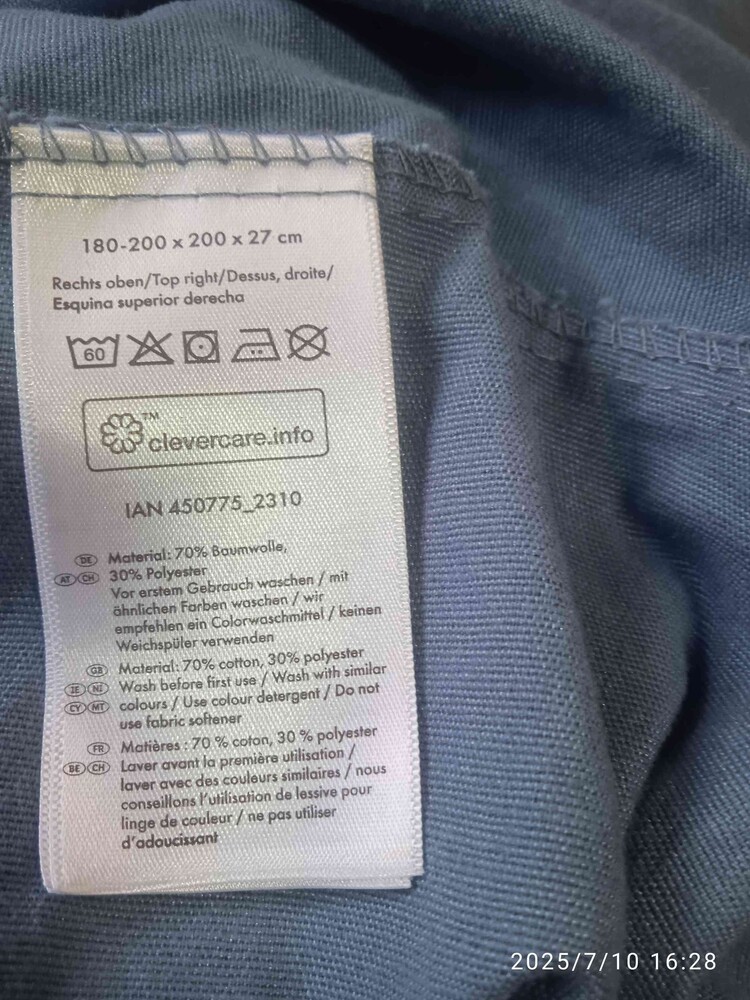 180-200 x 200 x 27 cm
Rechts oben/Top right/Dessus, droite/
Esquina superior derecha
60
™
clevercare.info
IAN 450775_2310
DE Material: 70% Baumwolle,
AT CH 30% Polyester
Vor erstem Gebrauch waschen / mit
ähnlichen Farben waschen / wir
empfehlen ein Colorwaschmittel / keinen
Weichspüler verwenden
GB Material: 70% cotton, 30% polyester
IE NI Wash before first use / Wash with similar
CY MT colours / Use colour detergent / Do not
use fabric softener
FR Matières : 70 % coton, 30 % polyester
BE CH Laver avant la première utilisation /
laver avec des couleurs similaires / nous
conseillons l'utilisation de lessive pour
linge de couleur / ne pas utiliser
d'adoucissant
2025/7/10 16:28